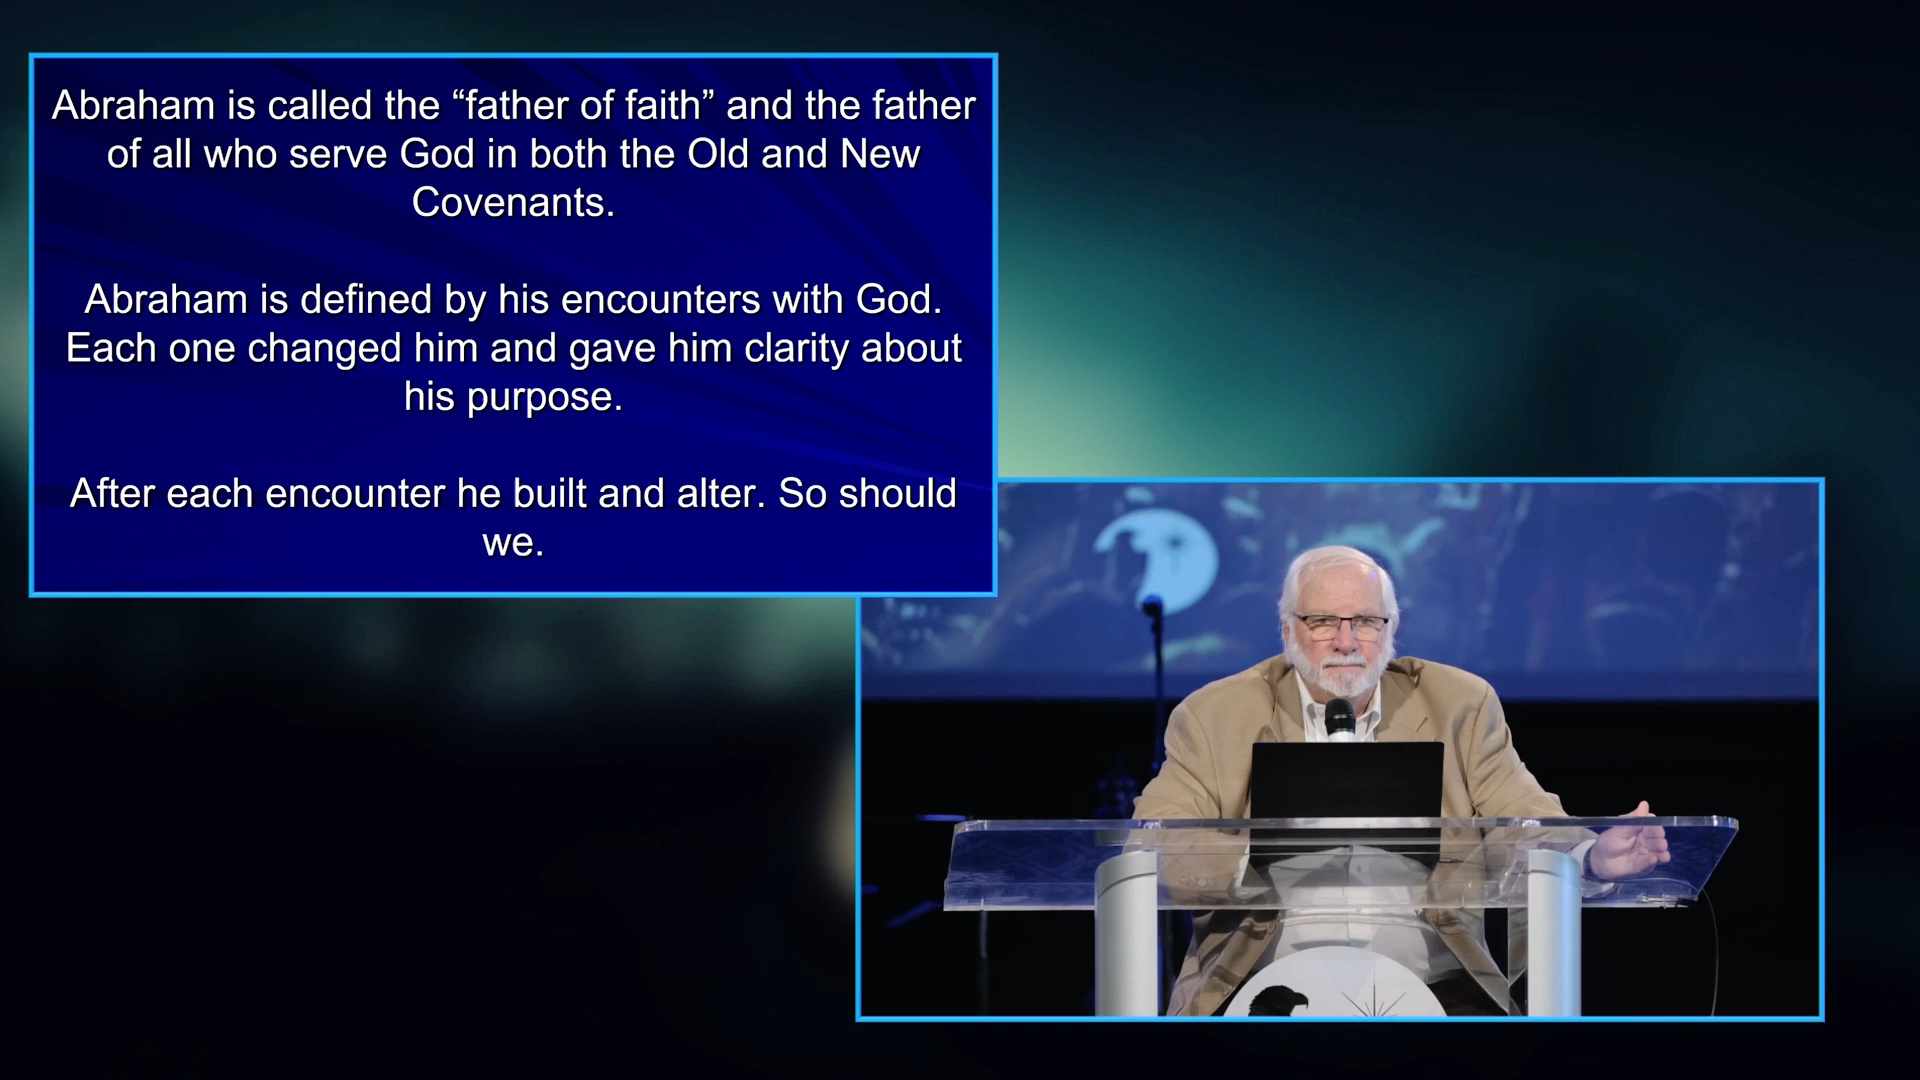 Abraham is called the “father of faith” and the father
of all who serve God in both the Old and New
Covenants.
Abraham is defined by his encounters with God.
Each one changed him and gave him clarity about
his purpose.
After each encounter he built and alter. So should
we.